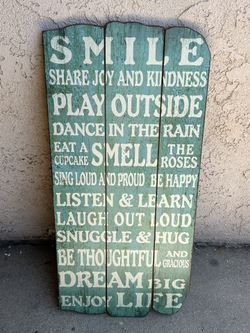 SMILE
SHARE JOY AND KINDNESS
PLAY OUTSIDE
DANCE IN THE RAIN
EAT A CUPCAKE SMELL THE ROSES
SING LOUD AND PROUD BE HAPPY
LISTEN & LEARN
LAUGH OUT LOUD
SNUGGLE & HUG
BE THOUGHTFUL AND GRACIOUS
DREAM BIG
ENJOY LIFE